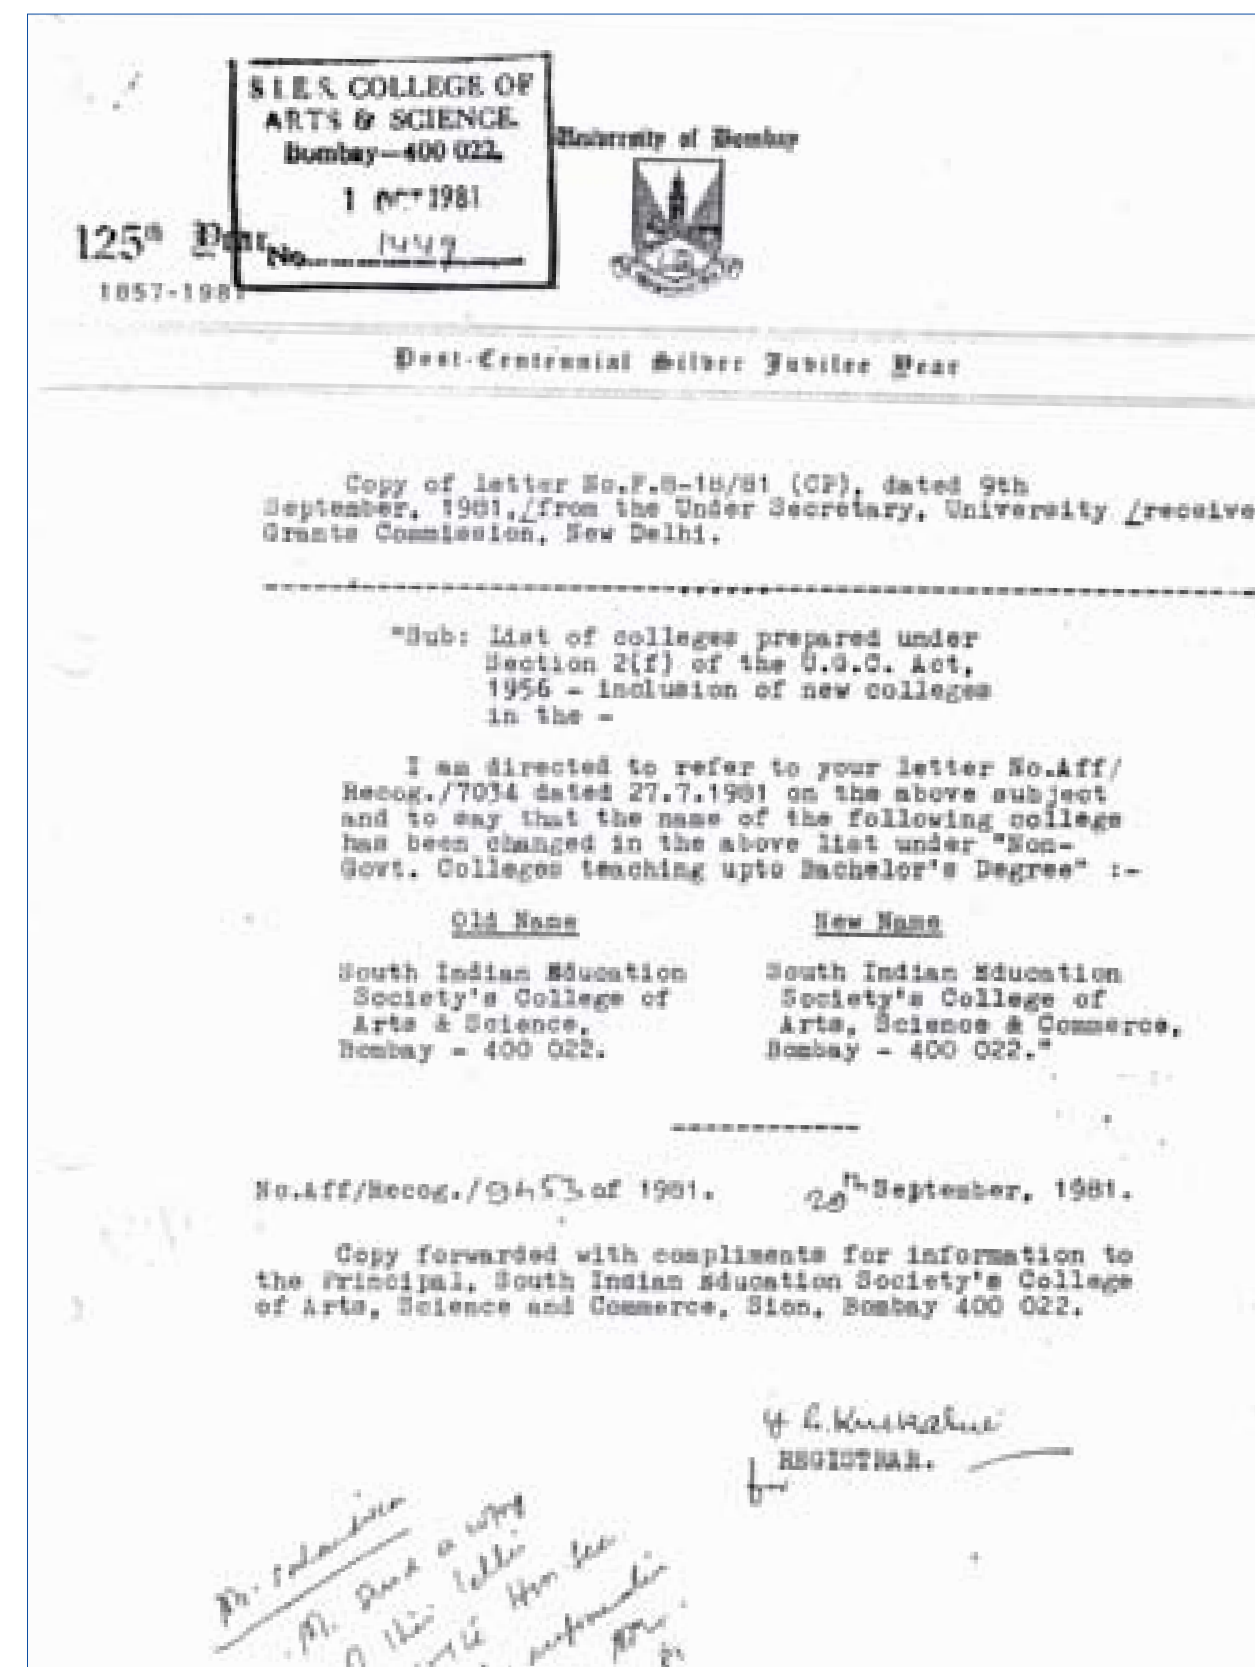 S.I.E.S. COLLEGE OF
ARTS & SCIENCE.
Bombay—400 022.
1 OCT 1981
No. 1449
University of Bombay
125th Year
1857-1981
Post-Centennial Silver Jubilee Year
Copy of letter No.F.8-18/81 (CP), dated 9th
September, 1981,/from the Under Secretary, University /receive
Grants Commission, New Delhi.
"Sub: List of colleges prepared under
Section 2(f) of the U.G.C. Act,
1956 - inclusion of new colleges
in the -
I am directed to refer to your letter No.Aff/
Recog./7034 dated 27.7.1981 on the above subject
and to say that the name of the following college
has been changed in the above list under "Non-
Govt. Colleges teaching upto Bachelor's Degree" :-
Old Name New Name
South Indian Education South Indian Education
Society's College of Society's College of
Arts & Science, Arts, Science & Commerce,
Bombay - 400 022. Bombay - 400 022."
No.Aff/Recog./ of 1981. th September, 1981.
Copy forwarded with compliments for information to
the Principal, South Indian Education Society's College
of Arts, Science and Commerce, Sion, Bombay 400 022.
REGISTRAR.
for